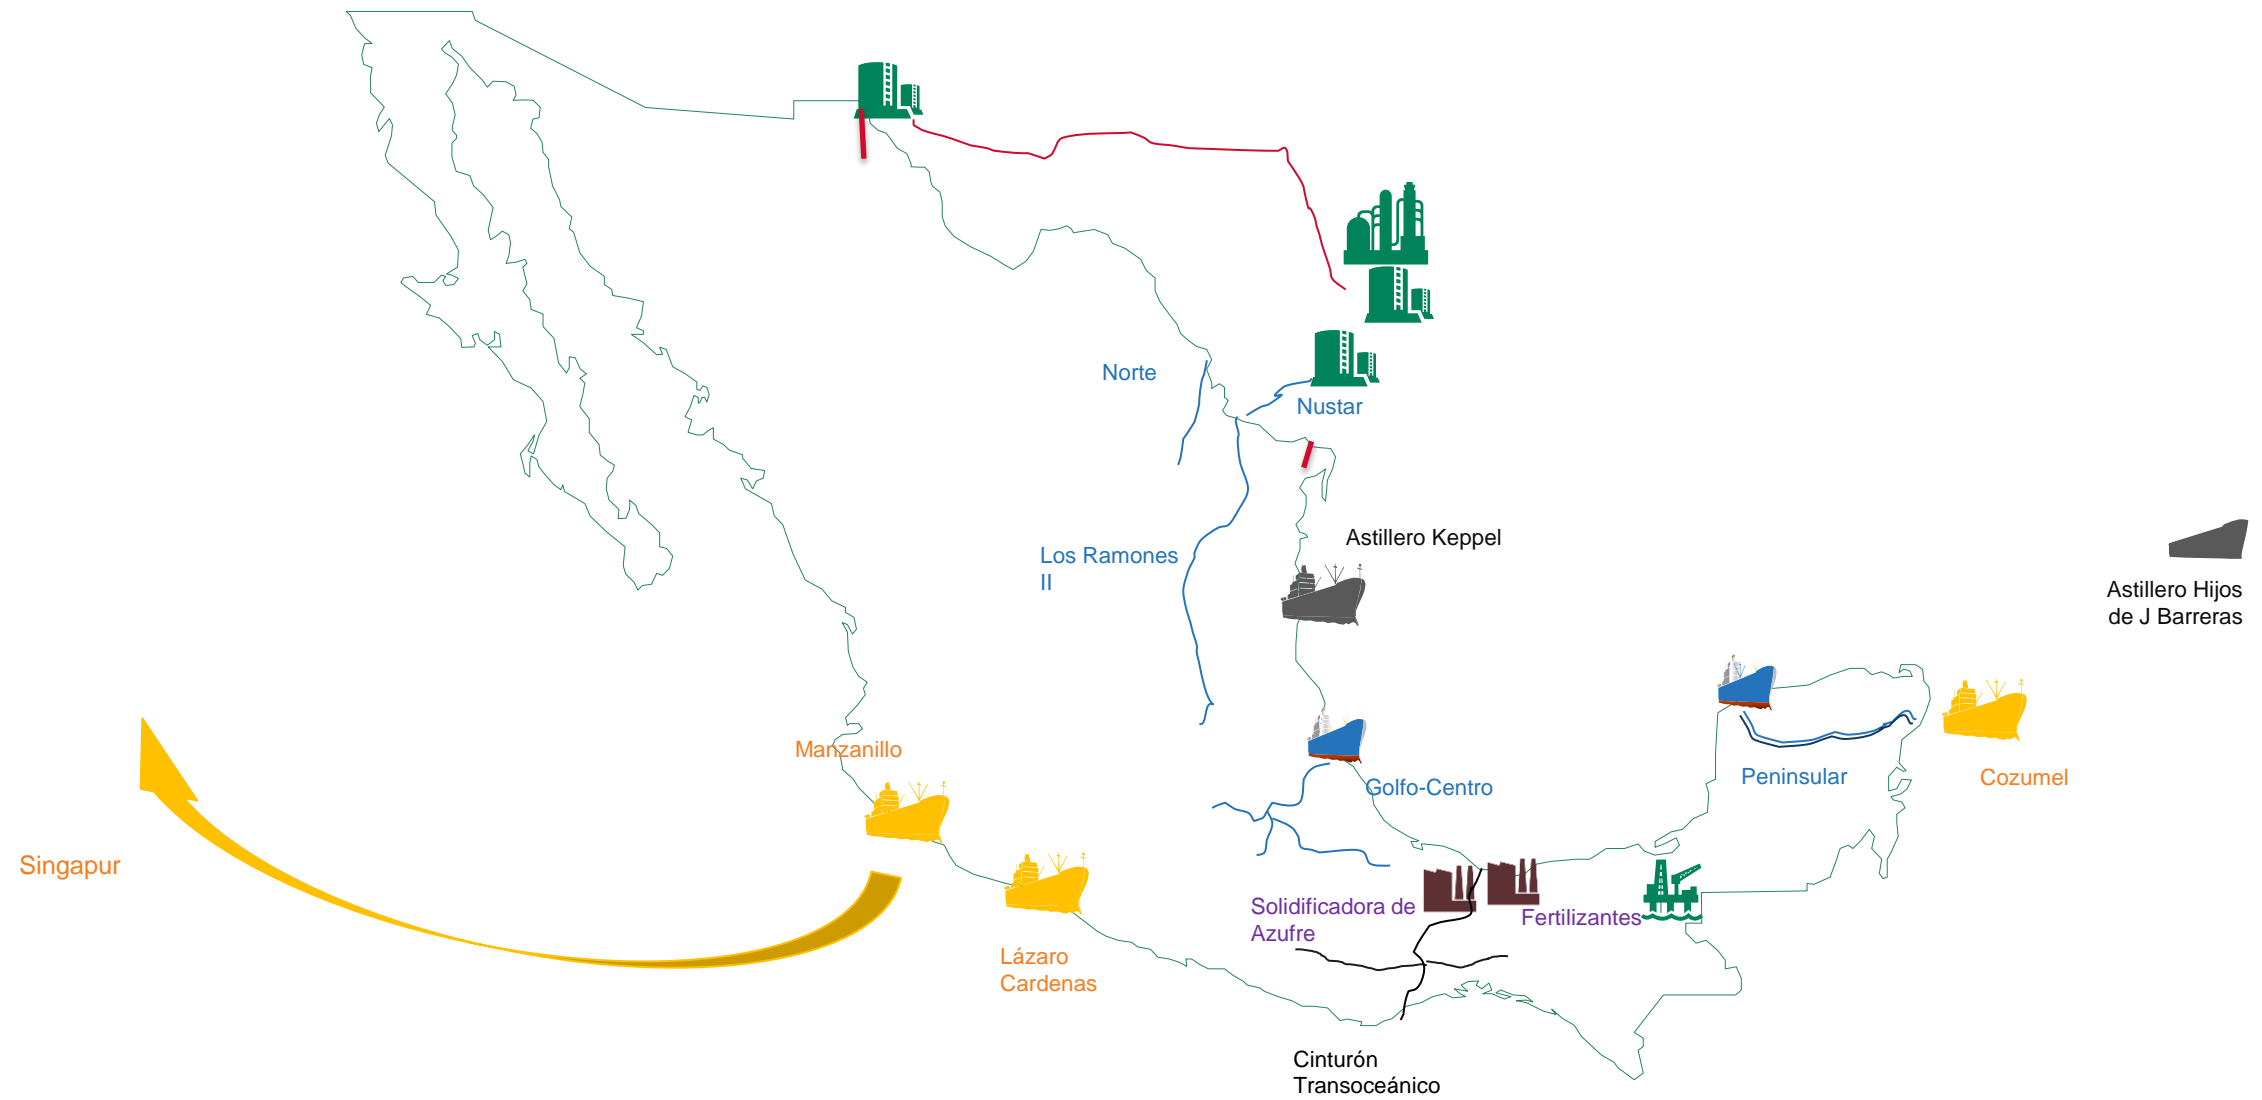 Norte
Nustar
Astillero Keppel
Los Ramones
II
Astillero Hijos
de J Barreras
Manzanillo
Golfo-Centro
Peninsular
Cozumel
Singapur
Solidificadora de
Azufre
Fertilizantes
Lázaro
Cardenas
Cinturón
Transoceánico